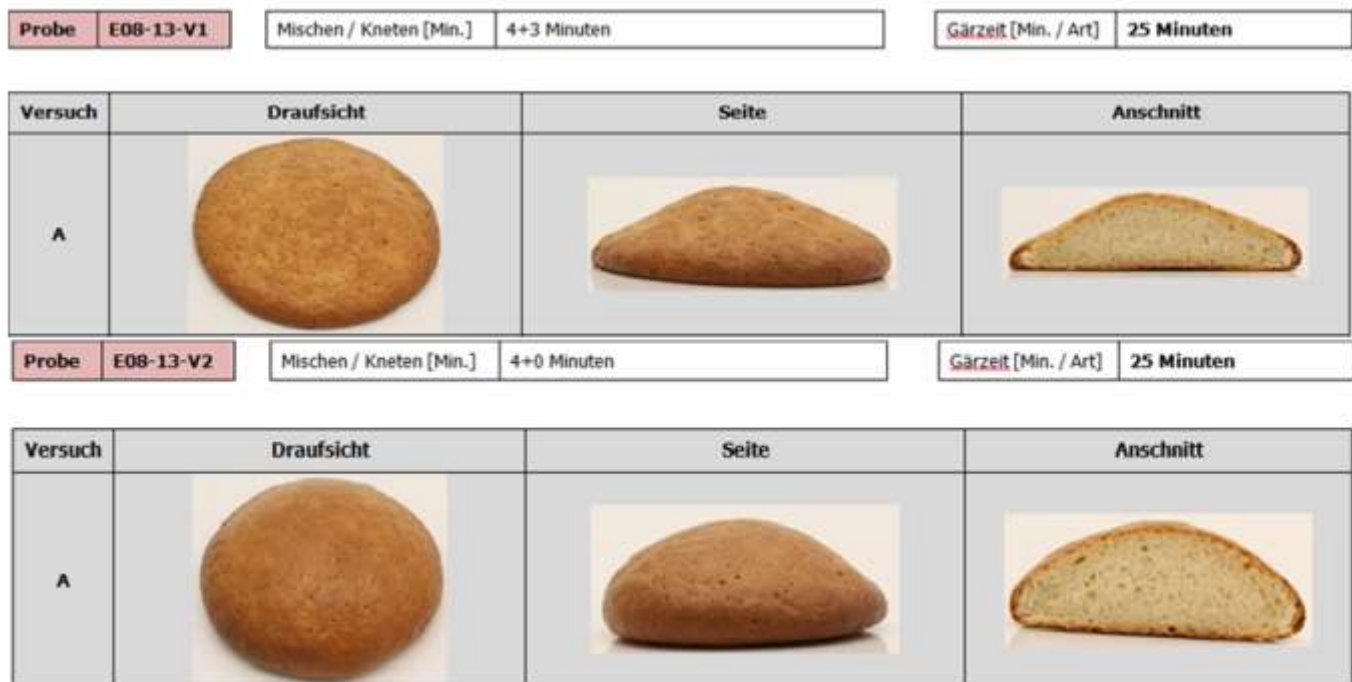 Probe E08-13-V1 Mischen / Kneten [Min.] 4+3 Minuten Gärzeit [Min. / Art] 25 Minuten
Versuch Draufsicht Seite Anschnitt
A
Probe E08-13-V2 Mischen / Kneten [Min.] 4+0 Minuten Gärzeit [Min. / Art] 25 Minuten
Versuch Draufsicht Seite Anschnitt
A